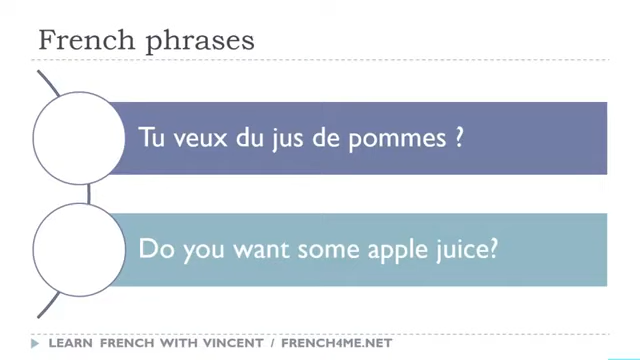 French phrases
Tu veux du jus de pommes ?
Do you want some apple juice?
LEARN FRENCH WITH VINCENT / FRENCH4ME.NET